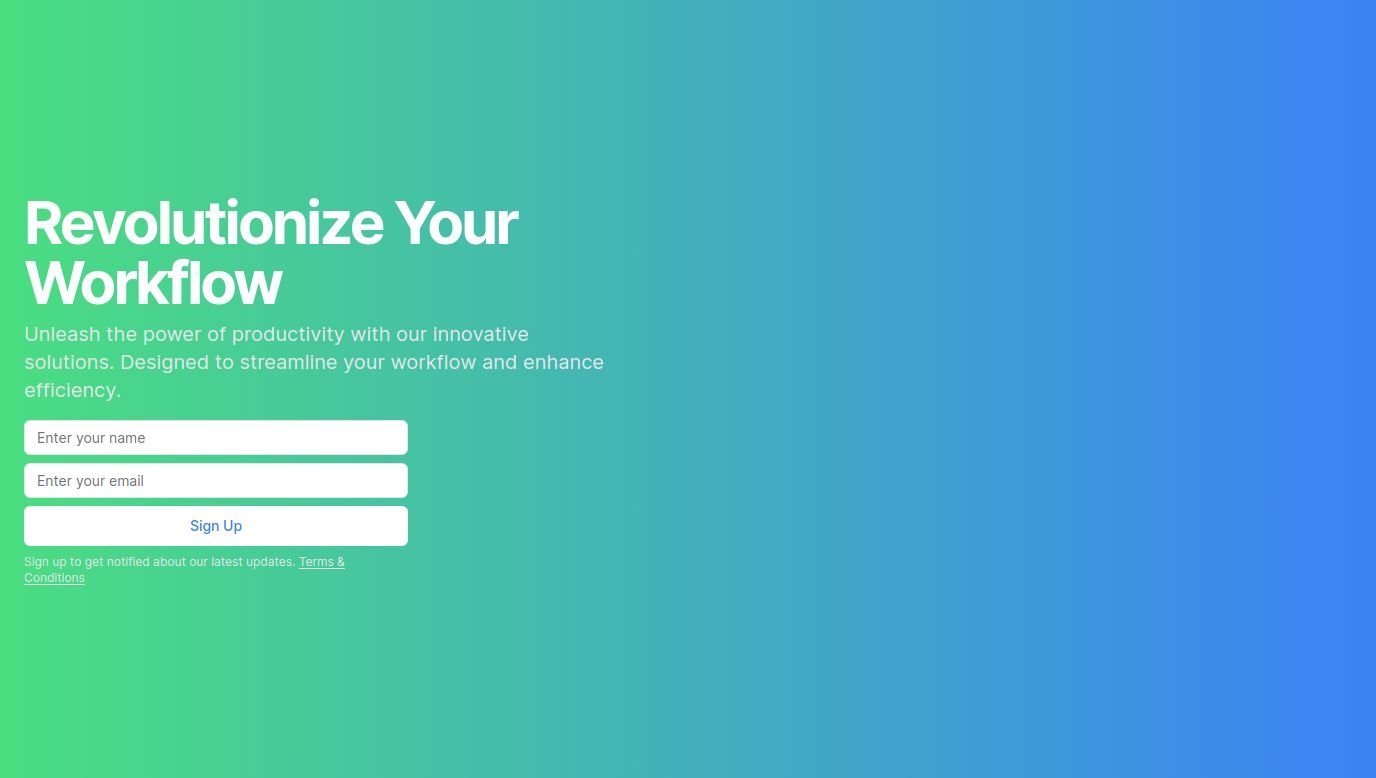 Revolutionize Your
Workflow
Unleash the power of productivity with our innovative
solutions. Designed to streamline your workflow and enhance
efficiency.
Enter your name
Enter your email
Sign Up
Sign up to get notified about our latest updates. Terms &
Conditions